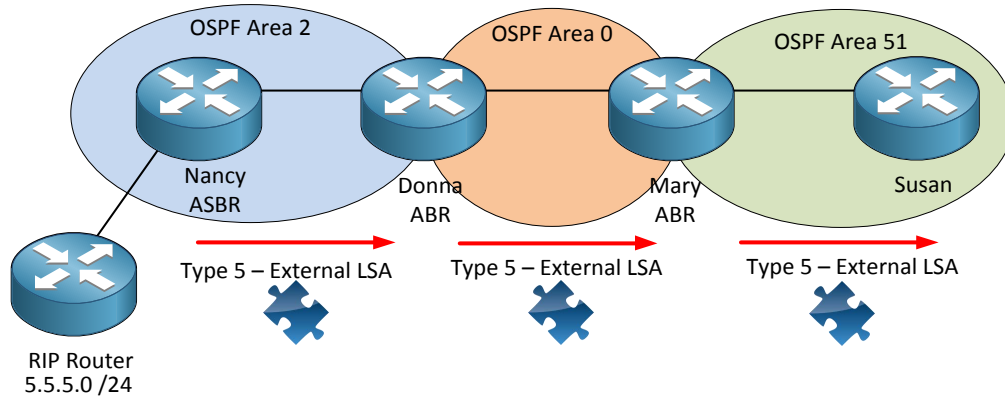 OSPF Area 2
OSPF Area 0
OSPF Area 51
Nancy
ASBR
Donna
ABR
Mary
ABR
Susan
Type 5 – External LSA
Type 5 – External LSA
Type 5 – External LSA
RIP Router
5.5.5.0 /24